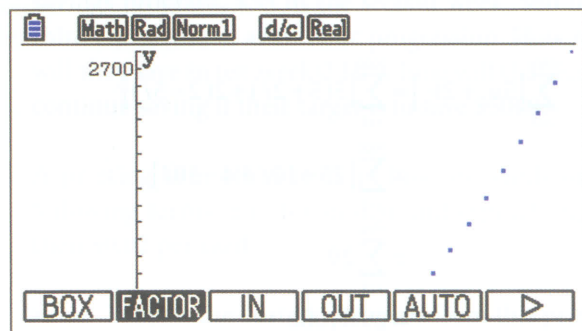 Math Rad Norm1 d/c Real
y
2700
BOX FACTOR IN OUT AUTO ▷